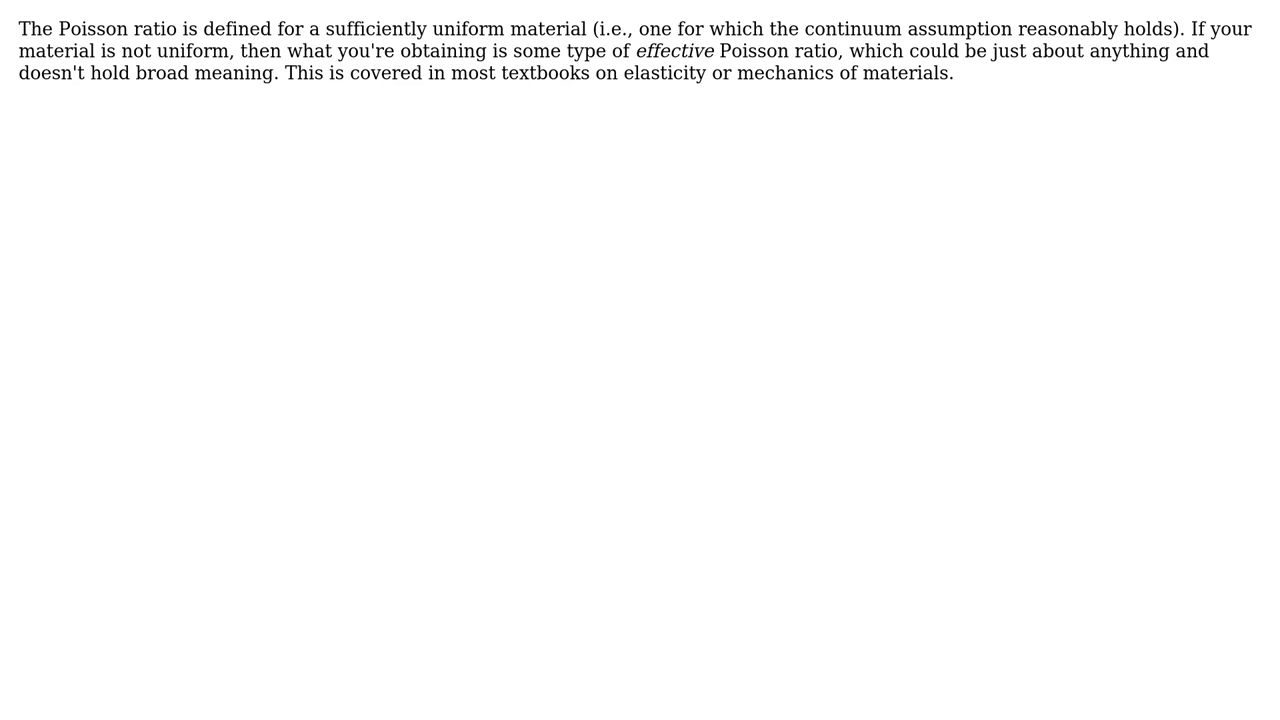 The Poisson ratio is defined for a sufficiently uniform material (i.e., one for which the continuum assumption reasonably holds). If your
material is not uniform, then what you're obtaining is some type of effective Poisson ratio, which could be just about anything and
doesn't hold broad meaning. This is covered in most textbooks on elasticity or mechanics of materials.